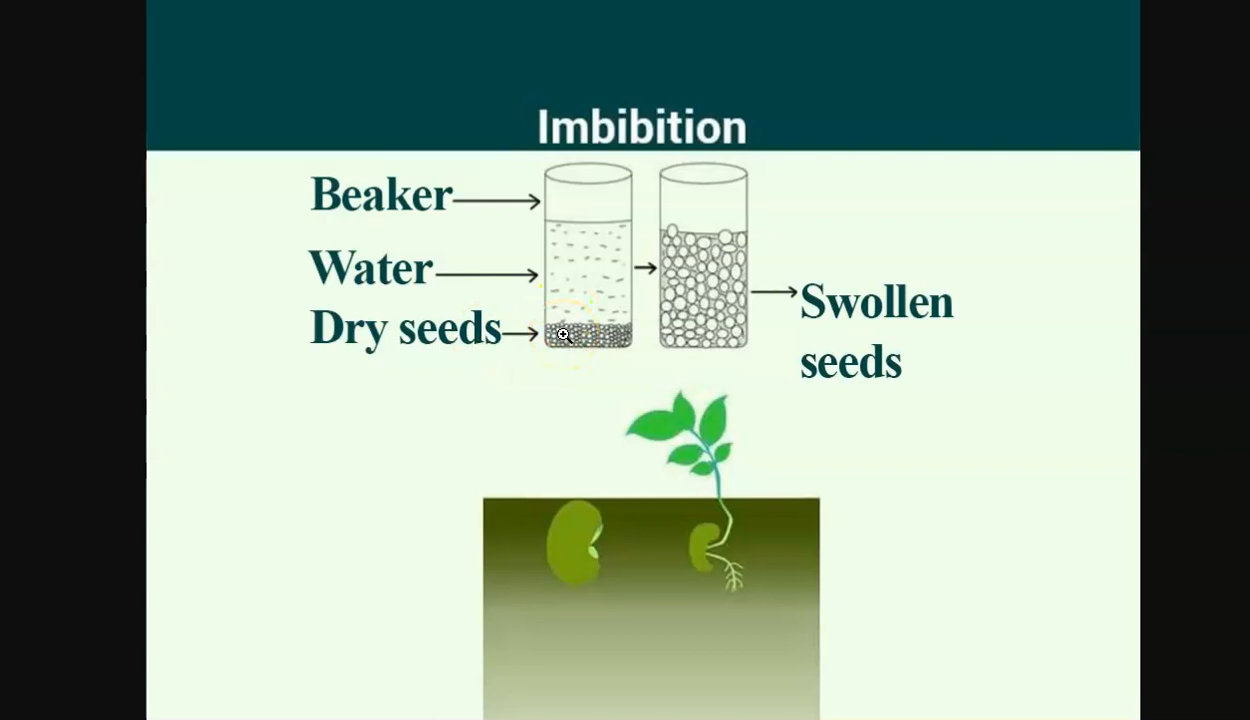 Imbibition
Beaker
Water
Dry seeds
Swollen
seeds